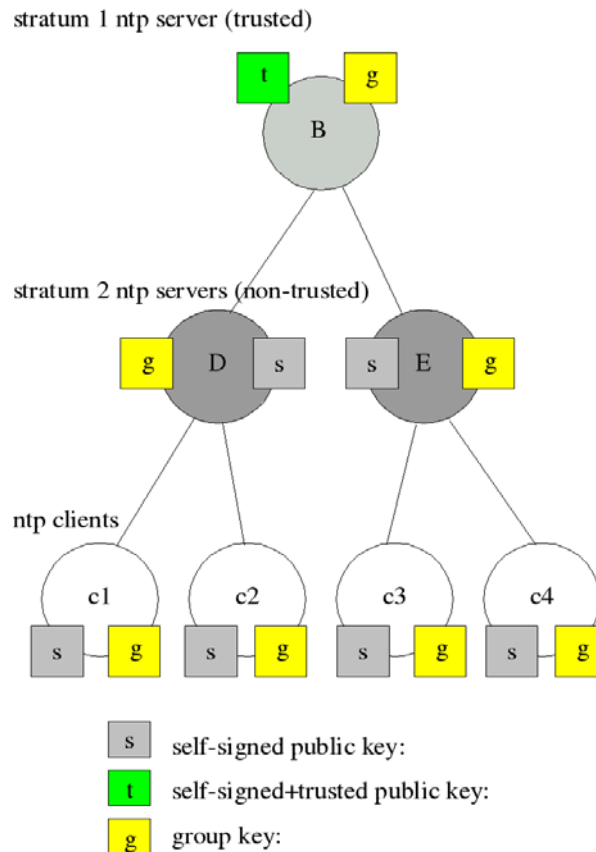 stratum 1 ntp server (trusted)
t
g
B
stratum 2 ntp servers (non-trusted)
g
D
s
s
E
g
ntp clients
c1
c2
c3
c4
s
g
s
g
s
g
s
g
s
self-signed public key:
t
self-signed+trusted public key:
g
group key: